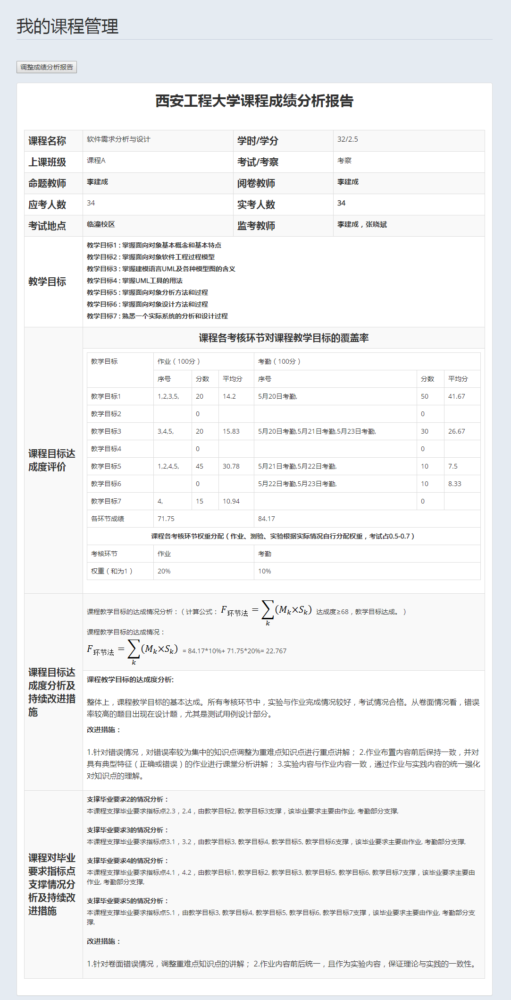 我的课程管理
调整成绩分析报告
西安工程大学课程成绩分析报告
课程名称 软件需求分析与设计 学时/学分 32/2.5
上课班级 课程A 考试/考察 考察
命题教师 李建成 阅卷教师 李建成
应考人数 34 实考人数 34
考试地点 临潼校区 监考教师 李建成，张晓斌
教学目标
教学目标1：掌握面向对象基本概念和基本特点
教学目标2：掌握面向对象软件工程过程模型
教学目标3：掌握建模语言UML及各种模型图的含义
教学目标4：掌握UML工具的用法
教学目标5：掌握面向对象分析方法和过程
教学目标6：掌握面向对象设计方法和过程
教学目标7：熟悉一个实际系统的分析和设计过程
课程目标达
成度评价
课程各考核环节对课程教学目标的覆盖率
教学目标 作业（100分） 考勤（100分）
序号 分数 平均分 序号 分数 平均分
教学目标1 1,2,3,5, 20 14.2 5月20日考勤, 50 41.67
教学目标2 0 0
教学目标3 3,4,5, 20 15.83 5月20日考勤,5月21日考勤,5月23日考勤, 30 26.67
教学目标4 0 0
教学目标5 1,2,4,5, 45 30.78 5月21日考勤,5月22日考勤, 10 7.5
教学目标6 0 5月22日考勤,5月23日考勤, 10 8.33
教学目标7 4, 15 10.94 0
各环节成绩 71.75 84.17
课程各考核环节权重分配（作业、测验、实验根据实际情况自行分配权重，考试占0.5-0.7）
考核环节 作业 考勤
权重（和为1） 20% 10%
课程目标达
成度分析及
持续改进措
施
课程教学目标的达成情况分析：（计算公式： F环节法 = ∑k(Mk×Sk) 达成度≥68，教学目标达成。）
课程教学目标的达成情况：
F环节法 = ∑k(Mk×Sk) = 84.17*10%+ 71.75*20%= 22.767
课程教学目标的达成度分析:
整体上，课程教学目标的基本达成。所有考核环节中，实验与作业完成情况较好，考试情况合格。从卷面情况看，错误
率较高的题目出现在设计题，尤其是测试用例设计部分。
改进措施：
1.针对错误情况，对错误率较为集中的知识点调整为重难点知识点进行重点讲解； 2.作业布置内容前后保持一致，并对
具有典型特征（正确或错误）的作业进行课堂分析讲解； 3.实验内容与作业内容一致，通过作业与实践内容的统一强化
对知识点的理解。
课程对毕业
要求指标点
支撑情况分
析及持续改
进措施
支撑毕业要求2的情况分析：
本课程支撑毕业要求指标点2.3，2.4，由教学目标2, 教学目标3支撑，该毕业要求主要由作业, 考勤部分支撑,
支撑毕业要求3的情况分析：
本课程支撑毕业要求指标点3.1，3.2，由教学目标3, 教学目标4, 教学目标5, 教学目标6支撑，该毕业要求主要由作业, 考勤部分支撑,
支撑毕业要求4的情况分析：
本课程支撑毕业要求指标点4.1，4.2，由教学目标1, 教学目标2, 教学目标3, 教学目标5, 教学目标6, 教学目标7支撑，该毕业要求主要由
作业, 考勤部分支撑,
支撑毕业要求5的情况分析：
本课程支撑毕业要求指标点5.1，由教学目标3, 教学目标4, 教学目标5, 教学目标6, 教学目标7支撑，该毕业要求主要由作业, 考勤部分支
撑,
改进措施：
1.针对卷面错误情况，调整重难点知识点的讲解； 2.作业内容前后统一，且作为实验内容，保证理论与实践的一致性。